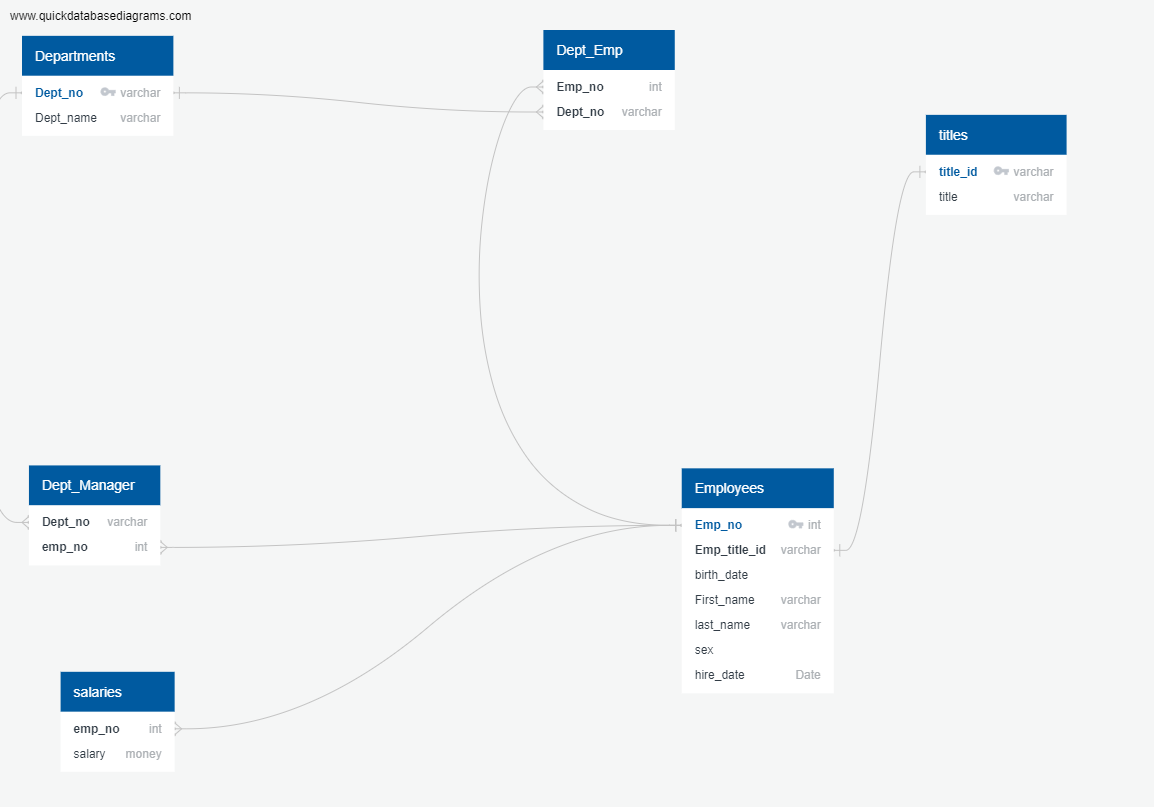 www.quickdatabasediagrams.com
Departments
Dept_no varchar
Dept_name varchar
Dept_Emp
Emp_no int
Dept_no varchar
titles
title_id varchar
title varchar
Dept_Manager
Dept_no varchar
emp_no int
Employees
Emp_no int
Emp_title_id varchar
birth_date
First_name varchar
last_name varchar
sex
hire_date Date
salaries
emp_no int
salary money